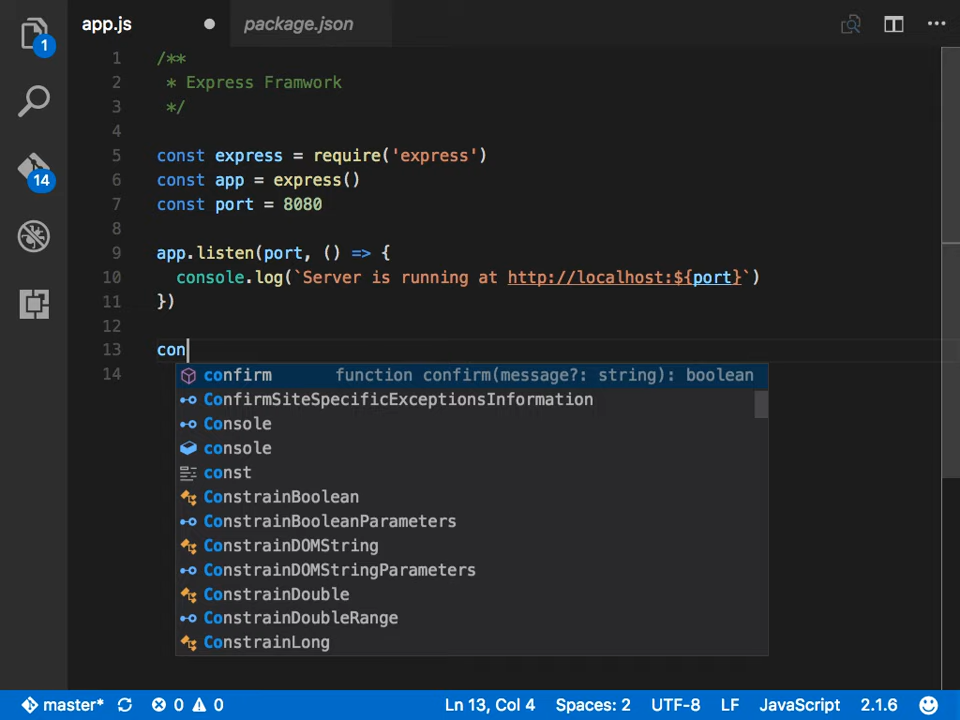 app.js
package.json
1
1 /**
2 * Express Framwork
3 */
4
5 const express = require('express')
6 const app = express()
7 const port = 8080
8
9 app.listen(port, () => {
10 console.log(`Server is running at http://localhost:${port}`)
11 })
12
13 con
14
14
confirm function confirm(message?: string): boolean
ConfirmSiteSpecificExceptionsInformation
Console
console
const
ConstrainBoolean
ConstrainBooleanParameters
ConstrainDOMString
ConstrainDOMStringParameters
ConstrainDouble
ConstrainDoubleRange
ConstrainLong
master* 0 0 Ln 13, Col 4 Spaces: 2 UTF-8 LF JavaScript 2.1.6